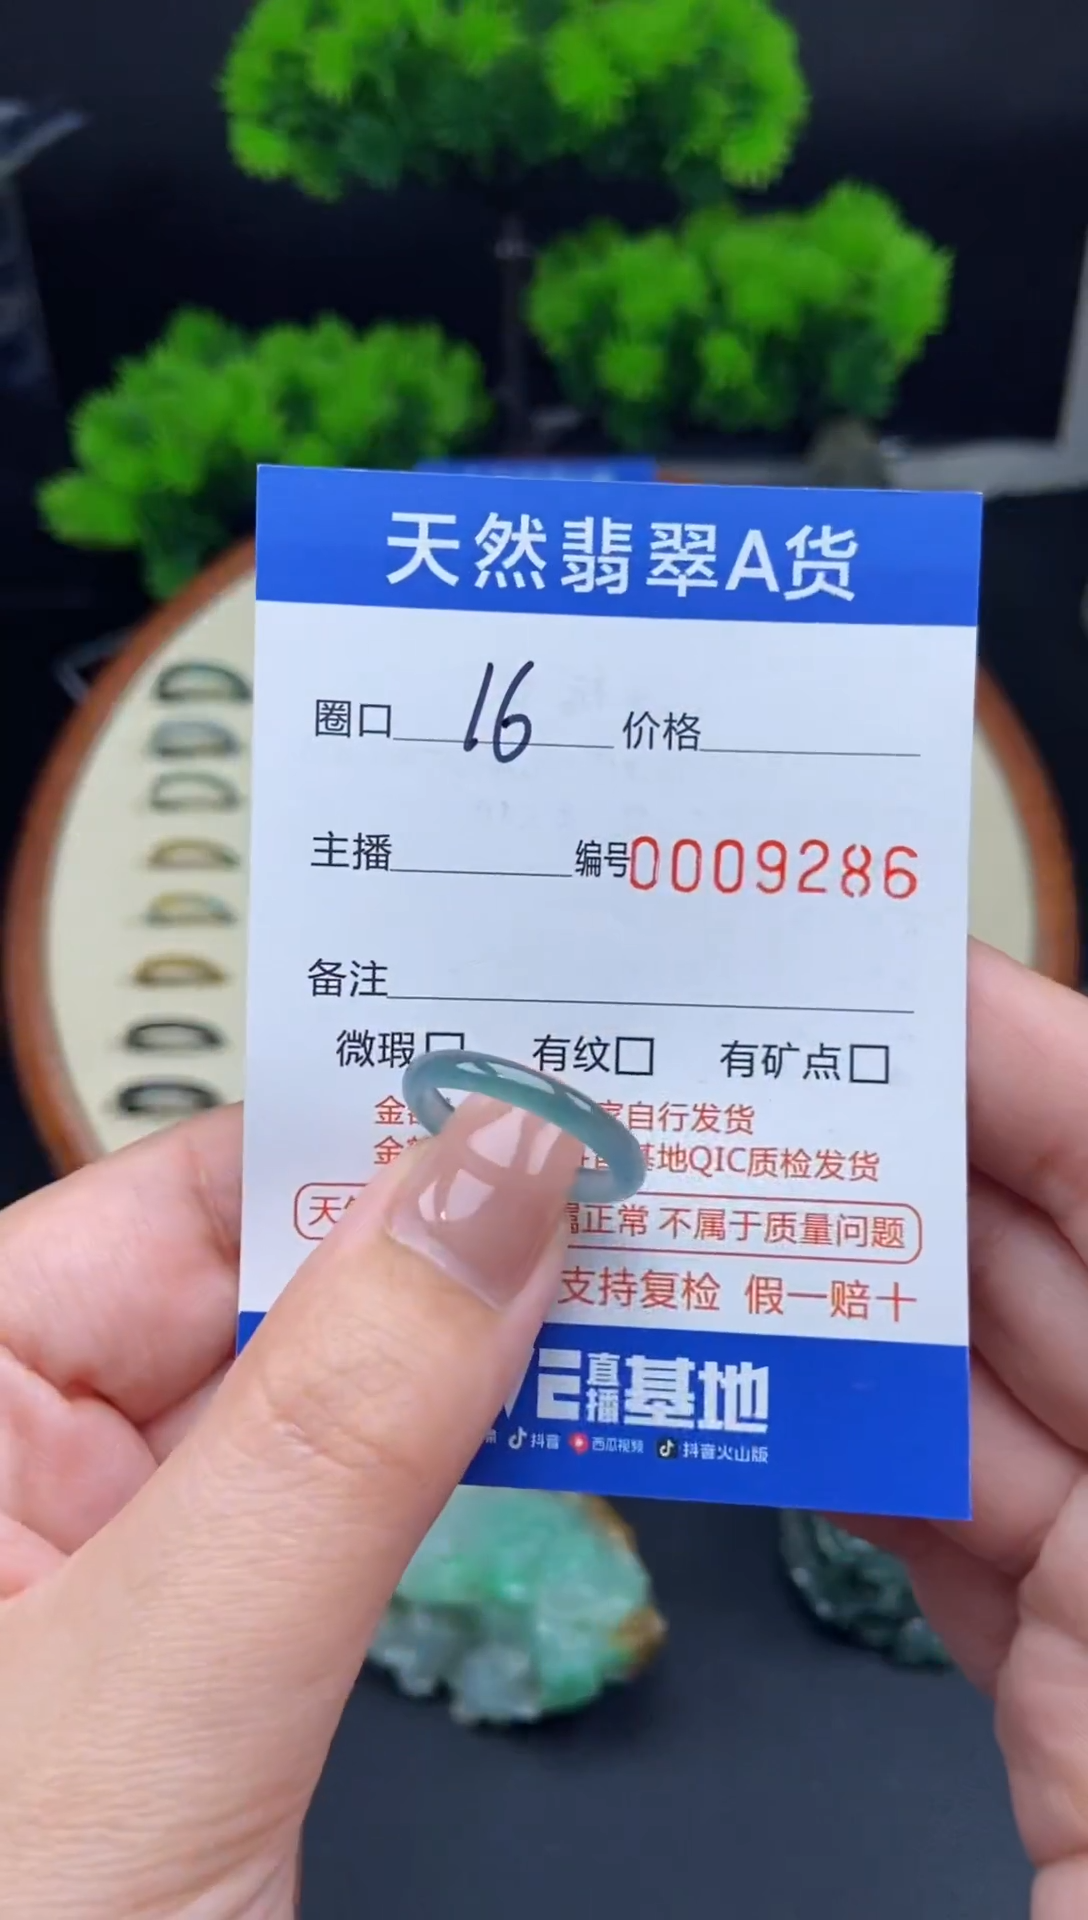 天然翡翠A货
圈口 16 价格
主播 编号0009286
备注
微瑕□ 有纹□ 有矿点□
自行发货
基地QIC质检发货
正常 不属于质量问题
支持复检 假一赔十
直播基地
抖音 西瓜视频 抖音火山版